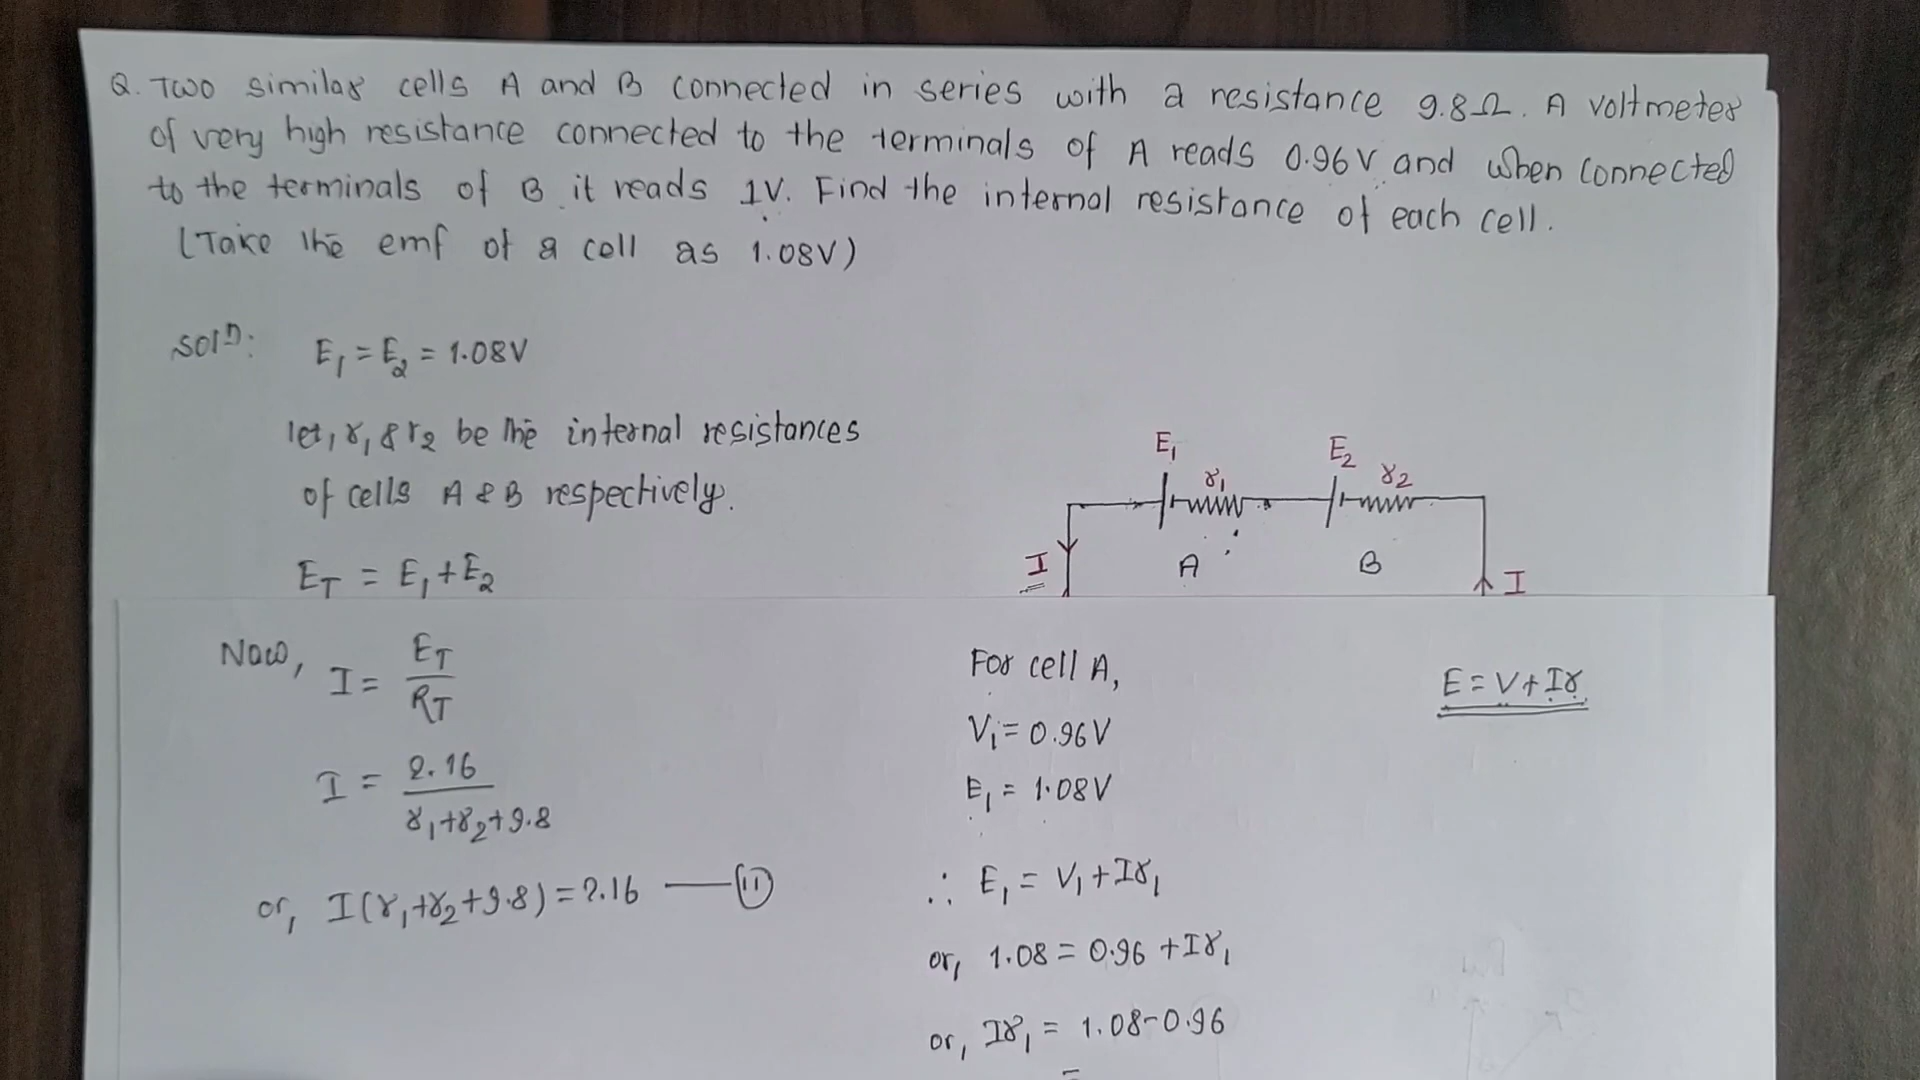 Q. Two similar cells A and B connected in series with a resistance 9.8Ω. A voltmeter
of very high resistance connected to the terminals of A reads 0.96V and when connected
to the terminals of B it reads 1V. Find the internal resistance of each cell.
(Take the emf of a cell as 1.08V)
Solⁿ:
E₁ = E₂ = 1.08V
let, r₁ & r₂ be the internal resistances
of cells A & B respectively.
E_T = E₁ + E₂
E₁
r₁
E₂
r₂
A
B
I
I
Now, I = E_T / R_T
I = 2.16 / r₁+r₂+9.8
or, I(r₁+r₂+9.8) = 2.16 — (11)
For cell A,
V₁ = 0.96V
E₁ = 1.08V
∴ E₁ = V₁ + Ir₁
or, 1.08 = 0.96 + Ir₁
or, Ir₁ = 1.08-0.96
E = V + Ir